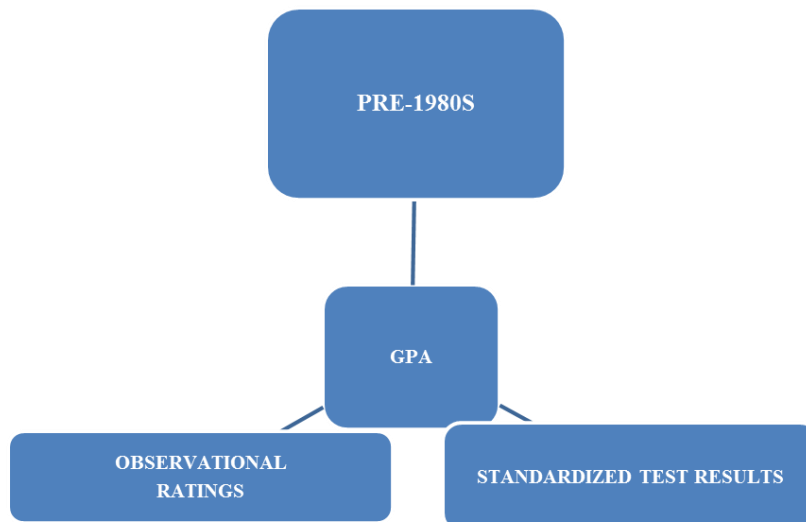 PRE-1980S
GPA
OBSERVATIONAL
RATINGS
STANDARDIZED TEST RESULTS